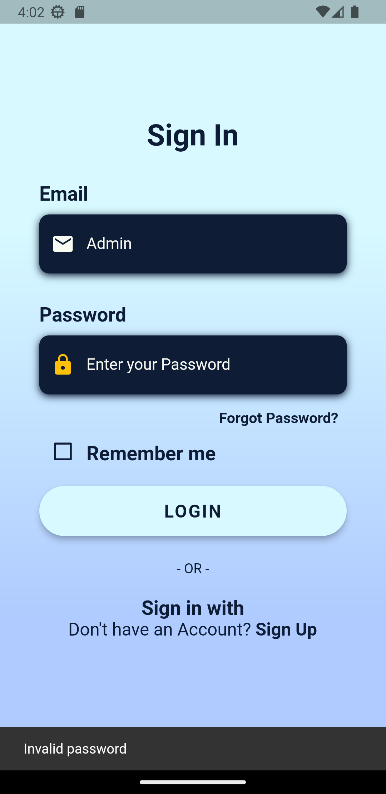 4:02
Sign In
Email
Admin
Password
Enter your Password
Forgot Password?
Remember me
LOGIN
- OR -
Sign in with
Don't have an Account? Sign Up
Invalid password